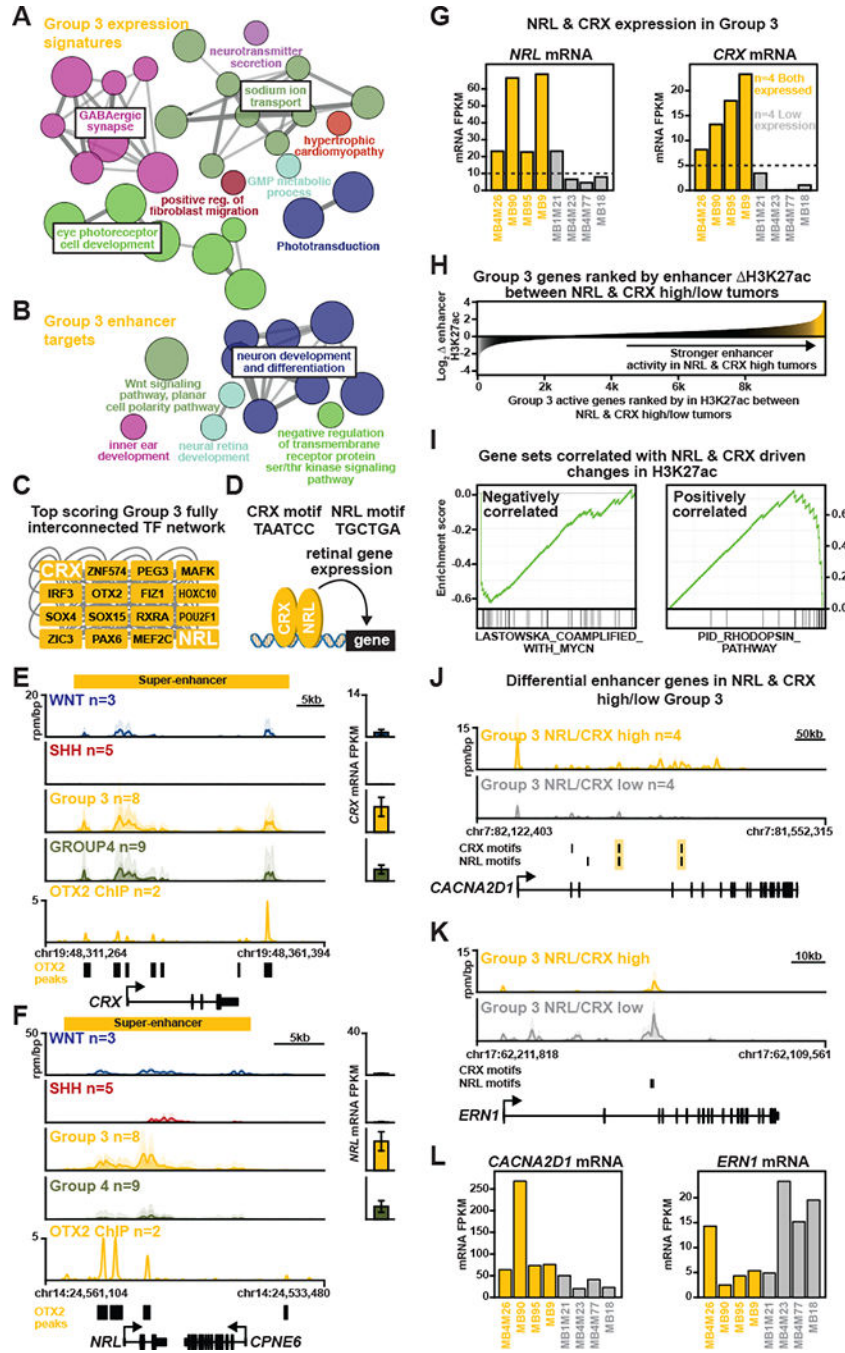 A
Group 3 expression
signatures
neurotransmitter
secretion
sodium ion
transport
GABAergic
synapse
hypertrophic
cardiomyopathy
GMP metabolic
process
positive reg. of
fibroblast migration
eye photoreceptor
cell development
Phototransduction
B
Group 3 enhancer
targets
neuron development
and differentiation
Wnt signaling
pathway, planar
cell polarity pathway
inner ear
development
neural retina
development
negative regulation
of transmembrane
receptor protein
ser/thr kinase signaling
pathway
C
Top scoring Group 3 fully
interconnected TF network
CRX ZNF574 PEG3 MAFK
IRF3 OTX2 FIZ1 HOXC10
SOX4 SOX15 RXRA POU2F1
ZIC3 PAX6 MEF2C NRL
D
CRX motif NRL motif
TAATCC TGCTGA
retinal gene
expression
CRX NRL gene
E
Super-enhancer
5kb
20
rpm/bp
WNT n=3
SHH n=5
Group 3 n=8
GROUP4 n=9
OTX2 ChIP n=2
5
14
CRX mRNA FPKM
chr19:48,311,264 chr19:48,361,394
OTX2
peaks
CRX
F
Super-enhancer
5kb
50
rpm/bp
WNT n=3
SHH n=5
Group 3 n=8
Group 4 n=9
OTX2 ChIP n=2
5
40
NRL mRNA FPKM
chr14:24,561,104 chr14:24,533,480
OTX2
peaks
NRL CPNE6
G
NRL & CRX expression in Group 3
NRL mRNA
mRNA FPKM
70
60
50
40
30
20
10
0
MB4M26 MB90 MB95 MB9 MB1M21 MB4M23 MB4M77 MB18
CRX mRNA
mRNA FPKM
25
20
15
10
5
0
n=4 Both
expressed
n=4 Low
expression
MB4M26 MB90 MB95 MB9 MB1M21 MB4M23 MB4M77 MB18
H
Group 3 genes ranked by enhancer ΔH3K27ac
between NRL & CRX high/low tumors
Log2 Δ enhancer
H3K27ac
4
2
0
-2
-4
Stronger enhancer
activity in NRL & CRX high tumors
0 2k 4k 6k 8k
Group 3 active genes ranked by in H3K27ac between
NRL & CRX high/low tumors
I
Gene sets correlated with NRL & CRX driven
changes in H3K27ac
Enrichment score
0.0
-0.2
-0.4
-0.6
Negatively
correlated
LASTOWSKA_COAMPLIFIED_
WITH_MYCN
Positively
correlated
0.6
0.4
0.2
0.0
PID_RHODOPSIN_
PATHWAY
J
Differential enhancer genes in NRL & CRX
high/low Group 3
15
rpm/bp
Group 3 NRL/CRX high n=4
50kb
Group 3 NRL/CRX low n=4
chr7:82,122,403 chr7:81,552,315
CRX motifs
NRL motifs
CACNA2D1
K
15
rpm/bp
Group 3 NRL/CRX high
10kb
Group 3 NRL/CRX low
chr17:62,211,818 chr17:62,109,561
CRX motifs
NRL motifs
ERN1
L
CACNA2D1 mRNA
mRNA FPKM
250
200
150
100
50
0
MB4M26 MB90 MB95 MB9 MB1M21 MB4M23 MB4M77 MB18
ERN1 mRNA
mRNA FPKM
20
15
10
5
0
MB4M26 MB90 MB95 MB9 MB1M21 MB4M23 MB4M77 MB18